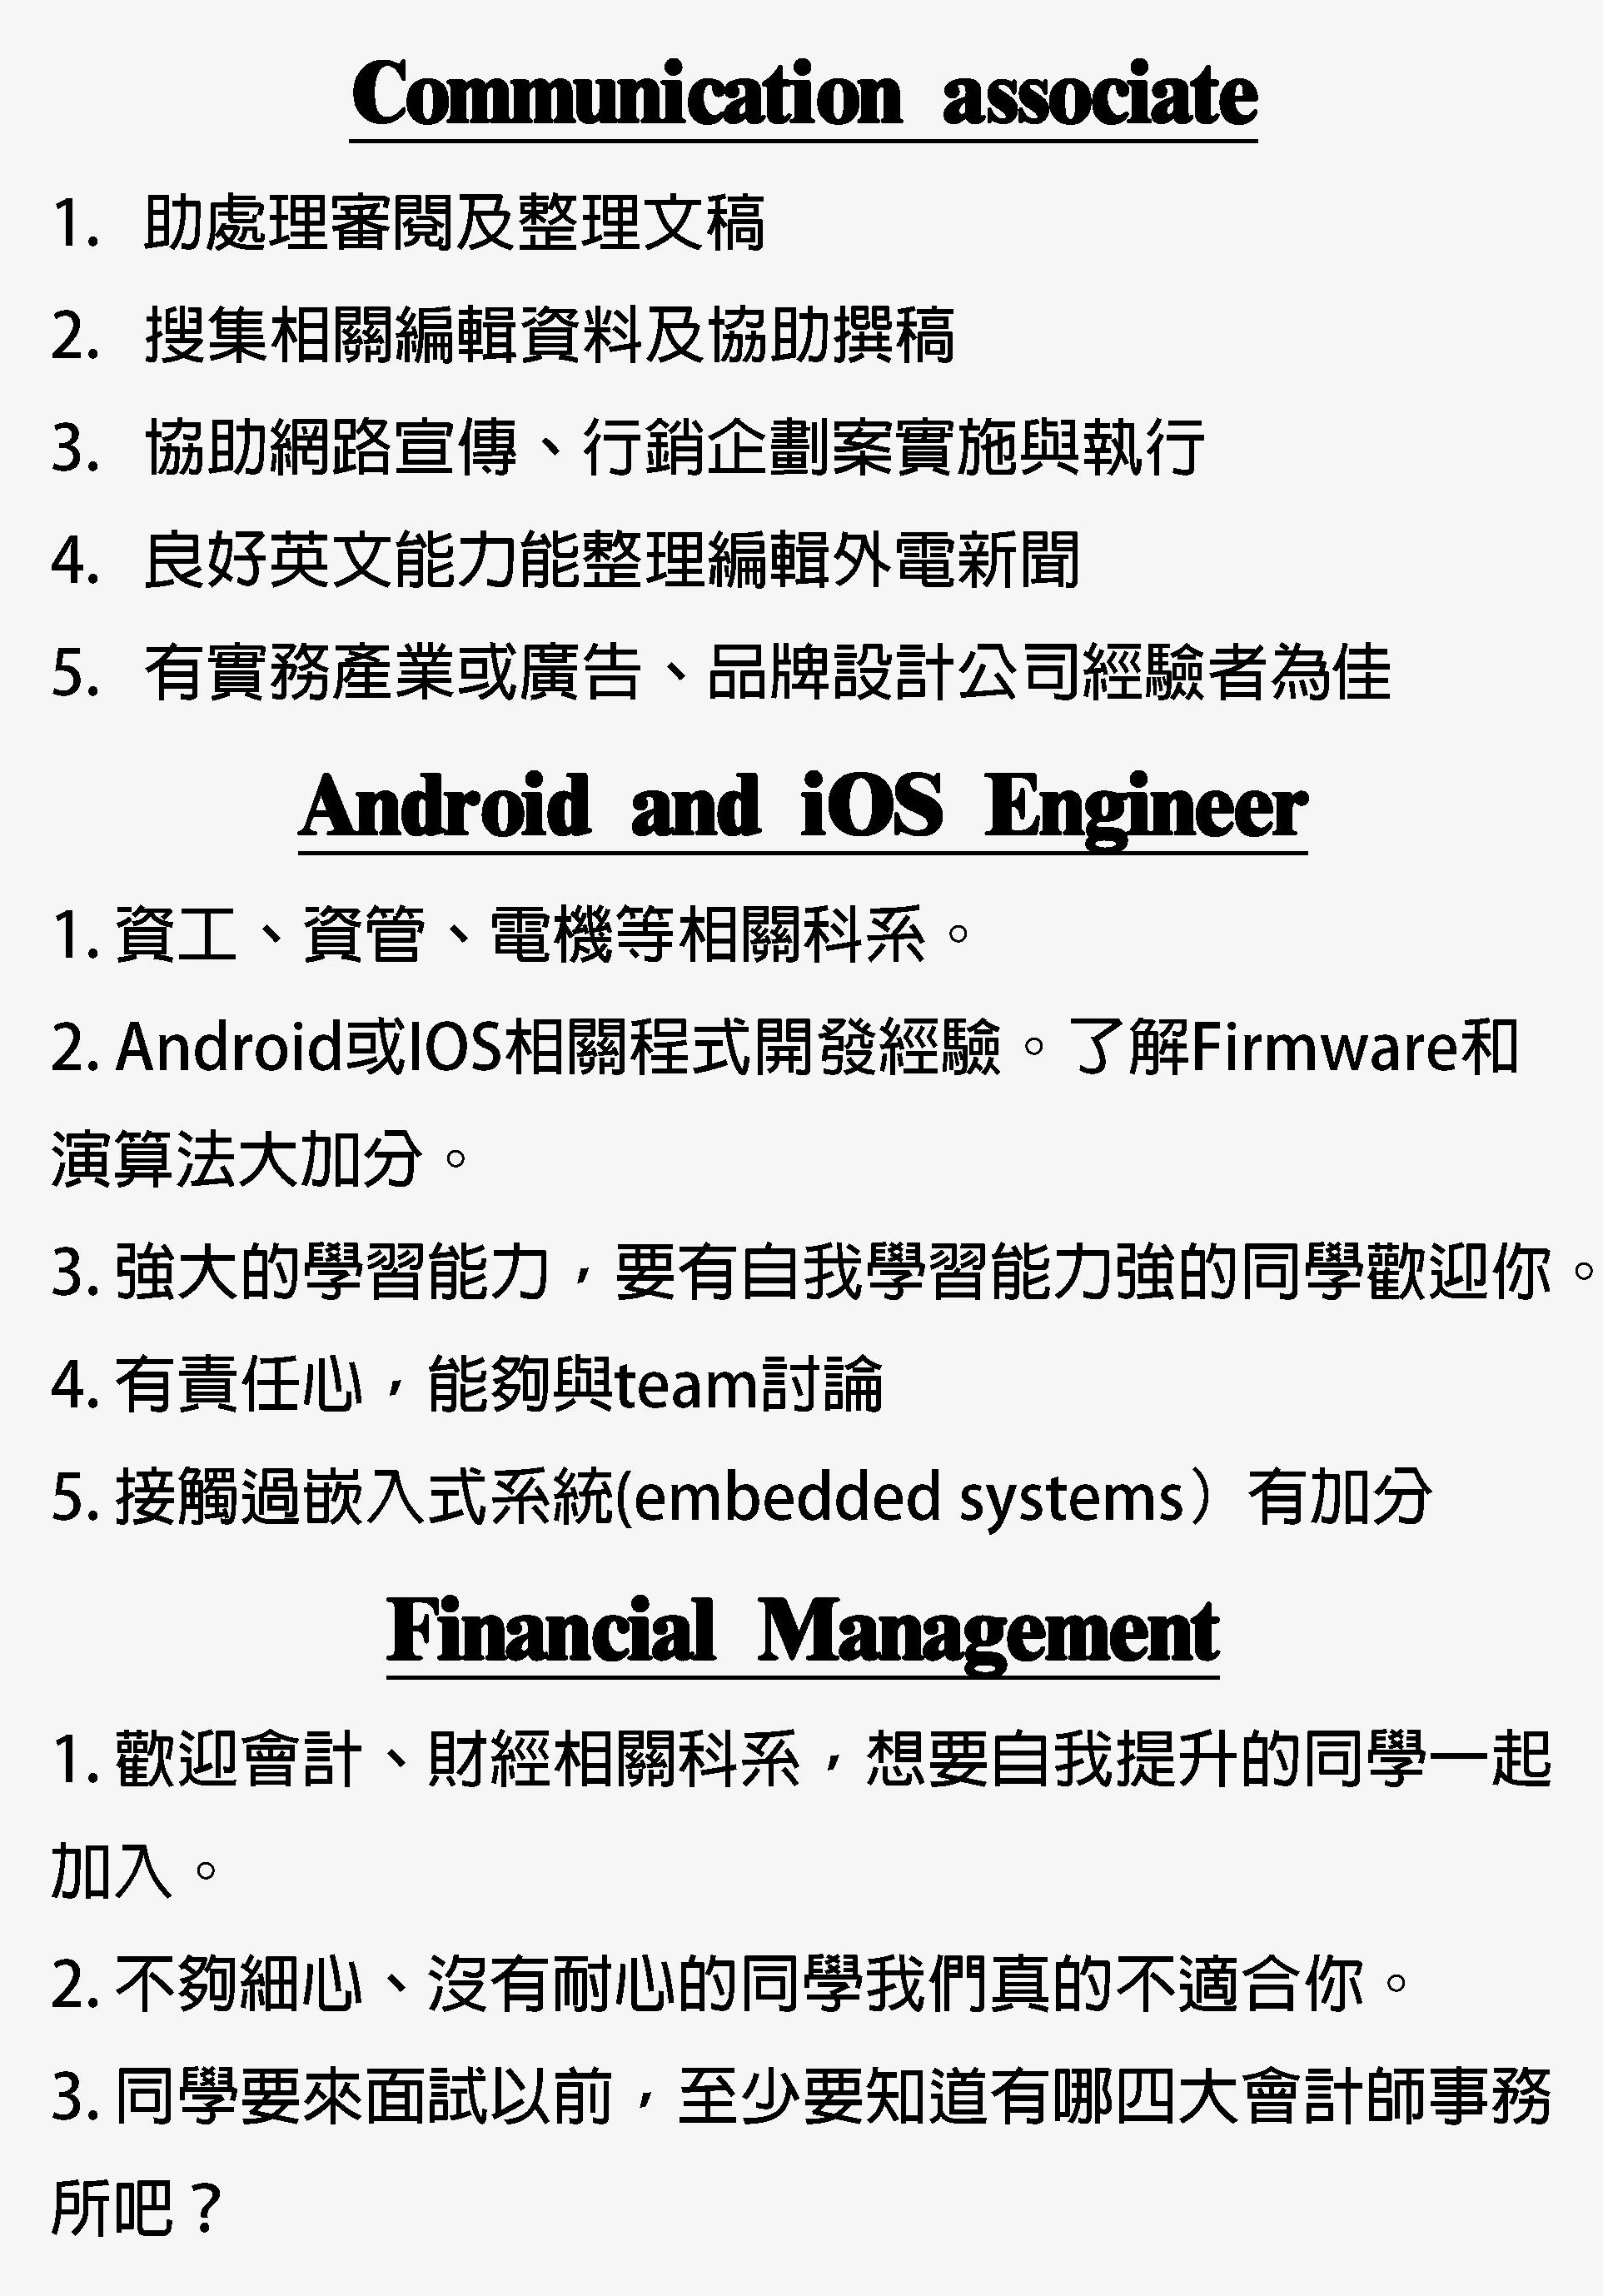 Communication associate
1. 助處理審閱及整理文稿
2. 搜集相關編輯資料及協助撰稿
3. 協助網路宣傳、行銷企劃案實施與執行
4. 良好英文能力能整理編輯外電新聞
5. 有實務產業或廣告、品牌設計公司經驗者為佳
Android and iOS Engineer
1. 資工、資管、電機等相關科系。
2. Android或IOS相關程式開發經驗。了解Firmware和
演算法大加分。
3. 強大的學習能力，要有自我學習能力強的同學歡迎你。
4. 有責任心，能夠與team討論
5. 接觸過嵌入式系統(embedded systems）有加分
Financial Management
1. 歡迎會計、財經相關科系，想要自我提升的同學一起
加入。
2. 不夠細心、沒有耐心的同學我們真的不適合你。
3. 同學要來面試以前，至少要知道有哪四大會計師事務
所吧？